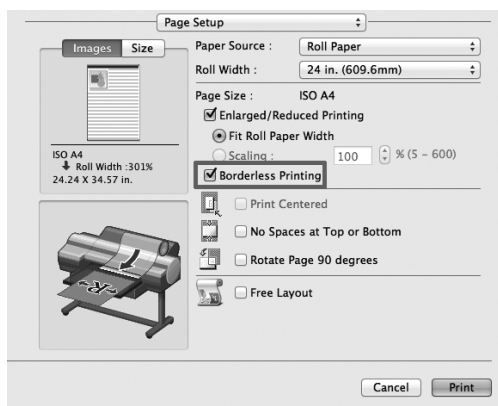 Page Setup
Images Size
Paper Source : Roll Paper
Roll Width : 24 in. (609.6mm)
Page Size : ISO A4
Enlarged/Reduced Printing
Fit Roll Paper Width
Scaling : 100 % (5 – 600)
Borderless Printing
ISO A4
Roll Width :301%
24.24 X 34.57 in.
Print Centered
No Spaces at Top or Bottom
Rotate Page 90 degrees
Free Layout
R
Cancel Print